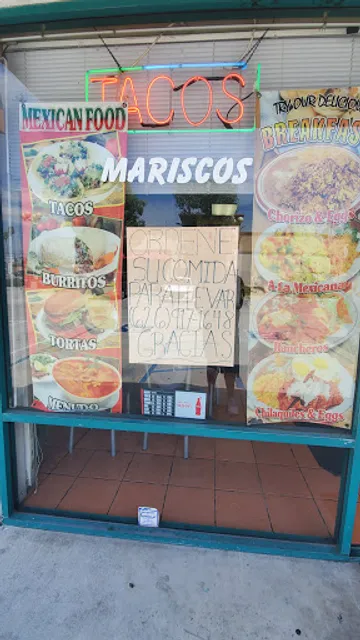 TACOS
MARISCOS
MEXICAN FOOD
TACOS
BURRITOS
TORTAS
MENUDO
ORDENE
SU COMIDA
PARA LLEVAR
GRACIAS
TRY OUR DELICIOUS
BREAKFAS
Chorizo & Eggs
A La Mexicana
Rancheros
Chilaquiles & Eggs